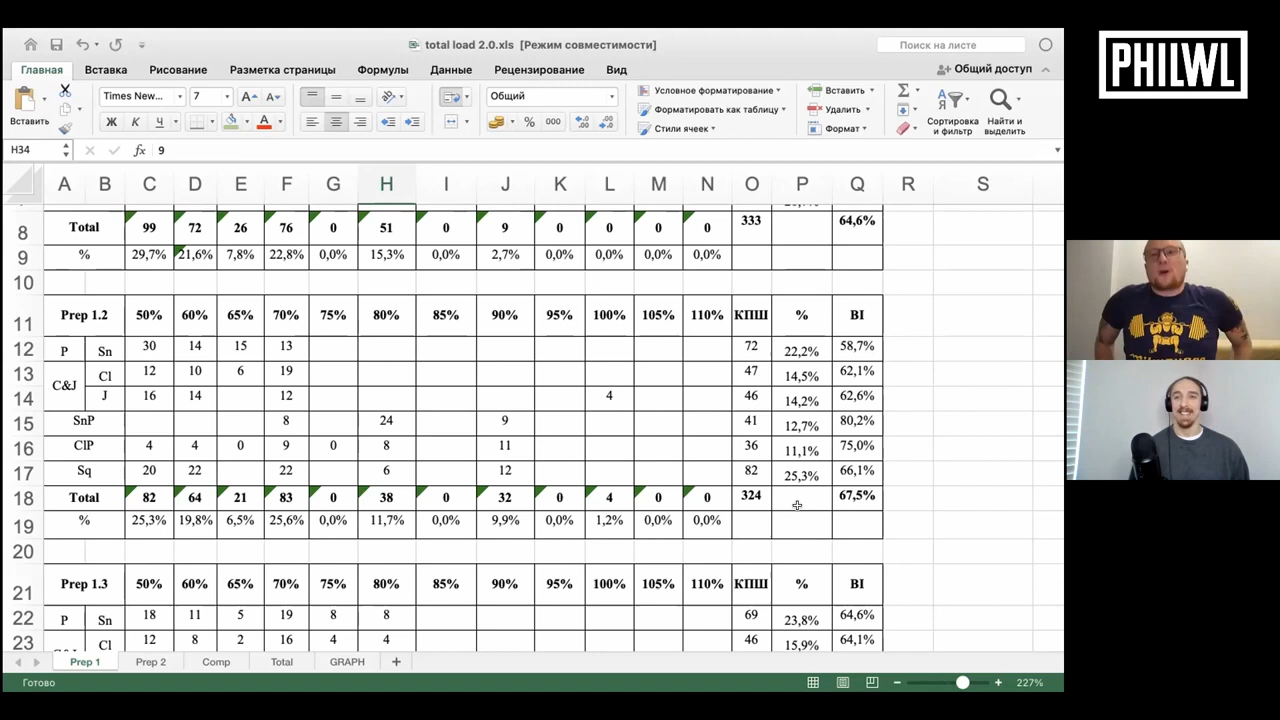 total load 2.0.xls [Режим совместимости]
Поиск на листе
Главная Вставка Рисование Разметка страницы Формулы Данные Рецензирование Вид Общий доступ
Вставить
Times New... 7
Ж К Ч
А
Общий
% 000
Условное форматирование
Форматировать как таблицу
Стили ячеек
Вставить
Удалить
Формат
Сортировка и фильтр
Найти и выделить
H34 fx 9
A B C D E F G H I J K L M N O P Q R S
8 Total 99 72 26 76 0 51 0 9 0 0 0 0 333 64,6%
9 % 29,7% 21,6% 7,8% 22,8% 0,0% 15,3% 0,0% 2,7% 0,0% 0,0% 0,0% 0,0%
10
11 Prep 1.2 50% 60% 65% 70% 75% 80% 85% 90% 95% 100% 105% 110% КПШ % BI
12 P Sn 30 14 15 13 72 22,2% 58,7%
13 C&J Cl 12 10 6 19 47 14,5% 62,1%
14 J 16 14 12 4 46 14,2% 62,6%
15 SnP 8 24 9 41 12,7% 80,2%
16 ClP 4 4 0 9 0 8 11 36 11,1% 75,0%
17 Sq 20 22 22 6 12 82 25,3% 66,1%
18 Total 82 64 21 83 0 38 0 32 0 4 0 0 324 67,5%
19 % 25,3% 19,8% 6,5% 25,6% 0,0% 11,7% 0,0% 9,9% 0,0% 1,2% 0,0% 0,0%
20
21 Prep 1.3 50% 60% 65% 70% 75% 80% 85% 90% 95% 100% 105% 110% КПШ % BI
22 P Sn 18 11 5 19 8 8 69 23,8% 64,6%
23 Cl 12 8 2 16 4 4 46 15,9% 64,1%
Prep 1 Prep 2 Comp Total GRAPH +
Готово
227%
PHILWL